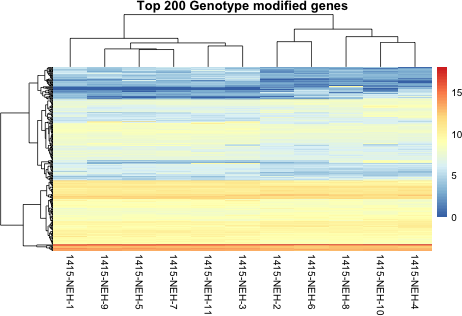 Top 200 Genotype modified genes
15
10
5
0
1415-NEH-1
1415-NEH-9
1415-NEH-5
1415-NEH-7
1415-NEH-11
1415-NEH-3
1415-NEH-2
1415-NEH-6
1415-NEH-8
1415-NEH-10
1415-NEH-4